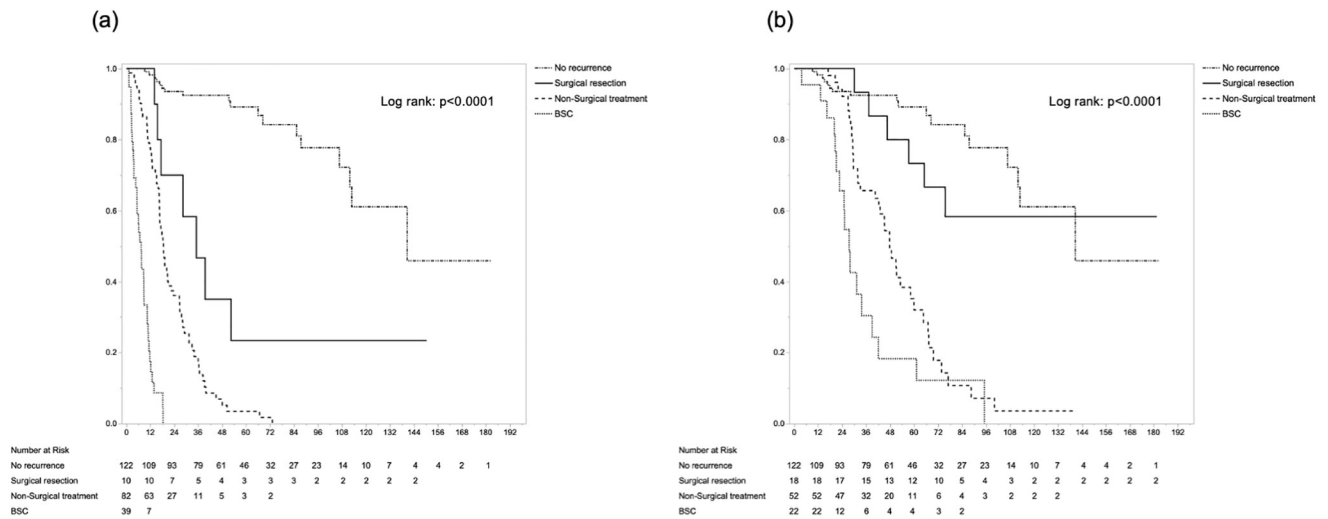 (a)
1.0
0.8
0.6
0.4
0.2
0.0
0 12 24 36 48 60 72 84 96 108 120 132 144 156 168 180 192
Log rank: p<0.0001
No recurrence
Surgical resection
Non-Surgical treatment
BSC
Number at Risk
No recurrence 122 109 93 79 61 46 32 27 23 14 10 7 4 4 2 1
Surgical resection 10 10 7 5 4 3 3 3 2 2 2 2 2
Non-Surgical treatment 82 63 27 11 5 3 2
BSC 39 7
(b)
1.0
0.8
0.6
0.4
0.2
0.0
0 12 24 36 48 60 72 84 96 108 120 132 144 156 168 180 192
Log rank: p<0.0001
No recurrence
Surgical resection
Non-Surgical treatment
BSC
Number at Risk
No recurrence 122 109 93 79 61 46 32 27 23 14 10 7 4 4 2 1
Surgical resection 18 18 17 15 13 12 10 5 4 3 2 2 2 2 2 2
Non-Surgical treatment 52 52 47 32 20 11 6 4 3 2 2 2
BSC 22 22 12 6 4 4 3 2